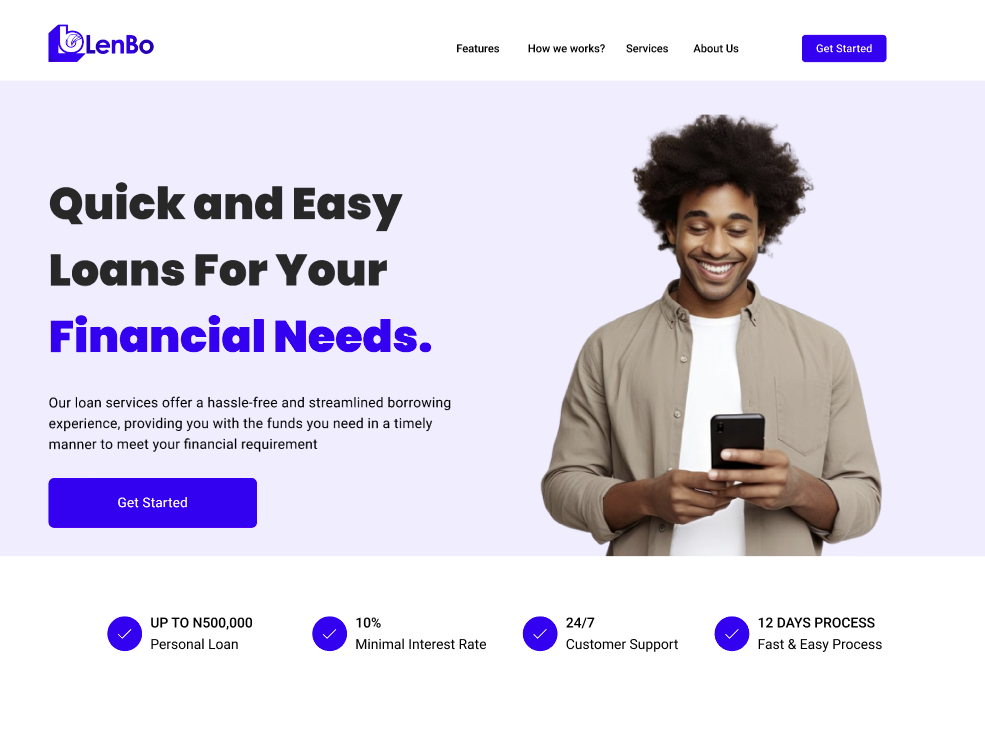 LenBo
Features
How we works?
Services
About Us
Get Started
Quick and Easy
Loans For Your
Financial Needs.
Our loan services offer a hassle-free and streamlined borrowing
experience, providing you with the funds you need in a timely
manner to meet your financial requirement
Get Started
UP TO N500,000
Personal Loan
10%
Minimal Interest Rate
24/7
Customer Support
12 DAYS PROCESS
Fast & Easy Process